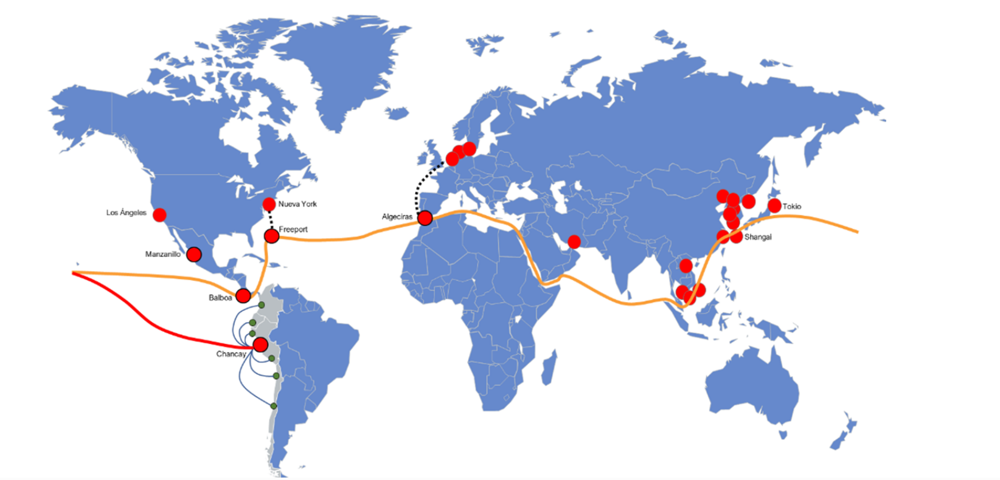 Nueva York
Los Ángeles
Algeciras
Tokio
Freeport
Shangai
Manzanillo
Balboa
Chancay